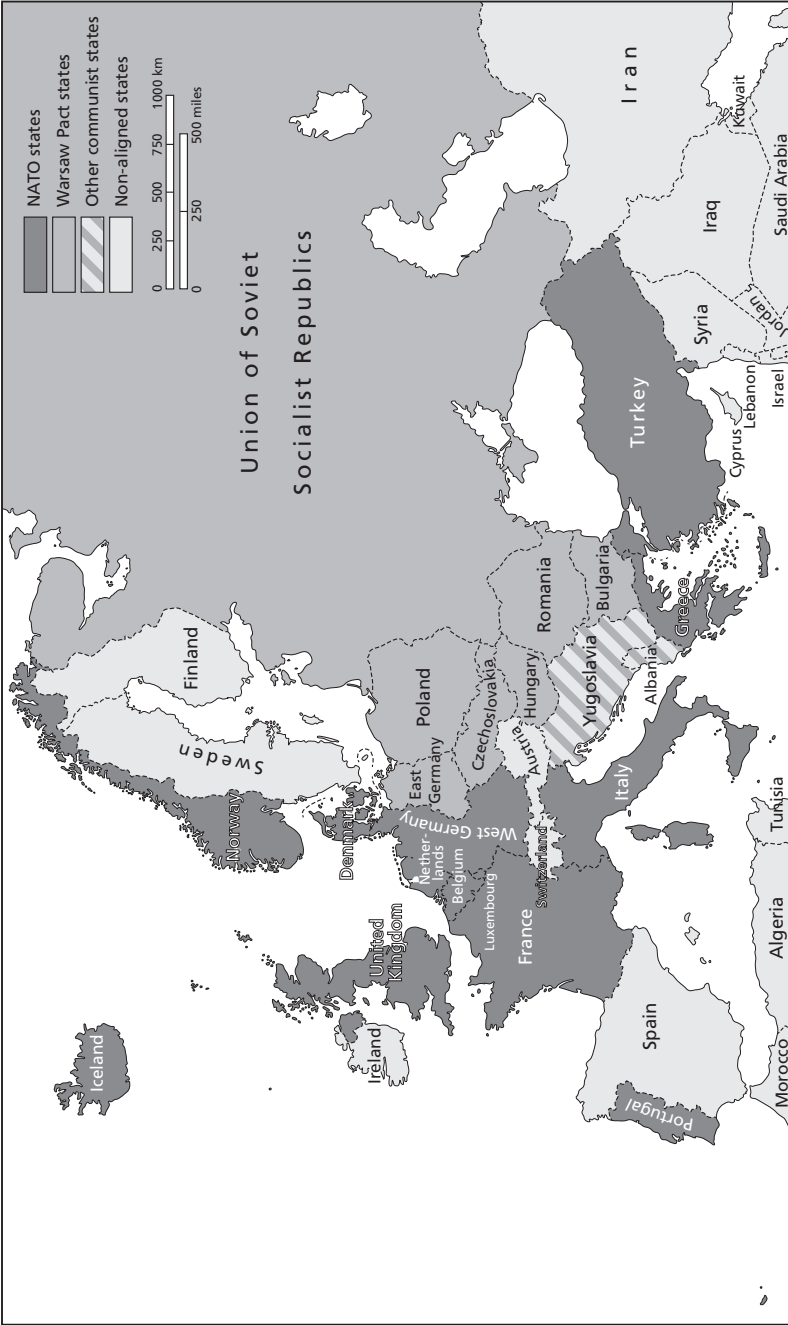 NATO states
Warsaw Pact states
Other communist states
Non-aligned states
0 250 500 750 1000 km
0 250 500 miles
Union of Soviet
Socialist Republics
Iceland
Norway
Sweden
Finland
Denmark
United
Kingdom
Ireland
Nether-
lands
Belgium
Luxembourg
West Germany
East
Germany
Poland
Czechoslovakia
France
Switzerland
Austria
Hungary
Romania
Yugoslavia
Bulgaria
Albania
Italy
Greece
Turkey
Portugal
Spain
Morocco
Algeria
Tunisia
Cyprus
Lebanon
Israel
Syria
Jordan
Iraq
Iran
Kuwait
Saudi Arabia